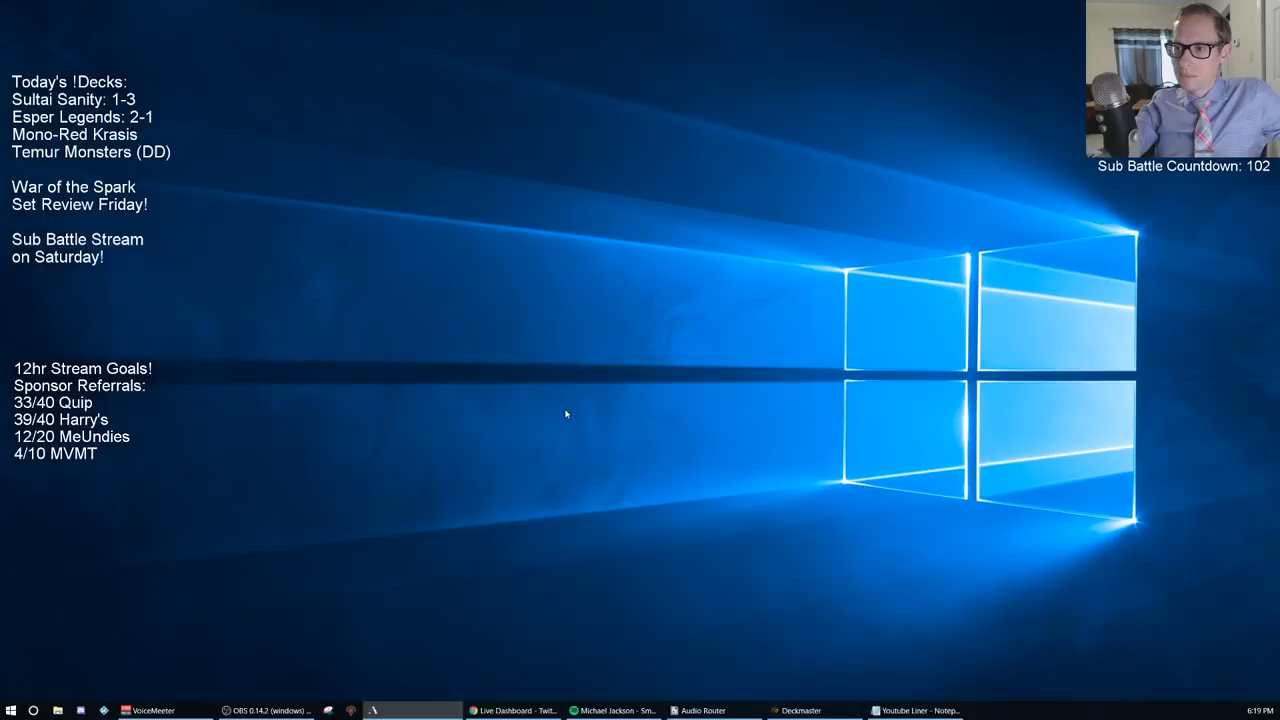 Today's !Decks:
Sultai Sanity: 1-3
Esper Legends: 2-1
Mono-Red Krasis
Temur Monsters (DD)
War of the Spark
Set Review Friday!
Sub Battle Stream
on Saturday!
Sub Battle Countdown: 102
12hr Stream Goals!
Sponsor Referrals:
33/40 Quip
39/40 Harry's
12/20 MeUndies
4/10 MVMT
VoiceMeeter
OBS 0.14.2 (windows) ...
Live Dashboard - Twit...
Michael Jackson - Sm...
Audio Router
Deckmaster
Youtube Liner - Notep...
6:19 PM